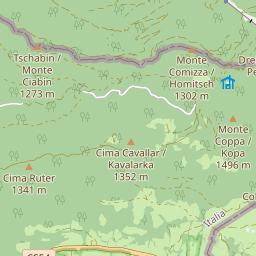 Tschabin /
Monte
Ciabin
1273 m
Monte
Comizza /
Homitsch
1302 m
Monte
Coppa /
Kopa
1496 m
Cima Cavallar /
Kavalarka
1352 m
Cima Ruter
1341 m
Italia